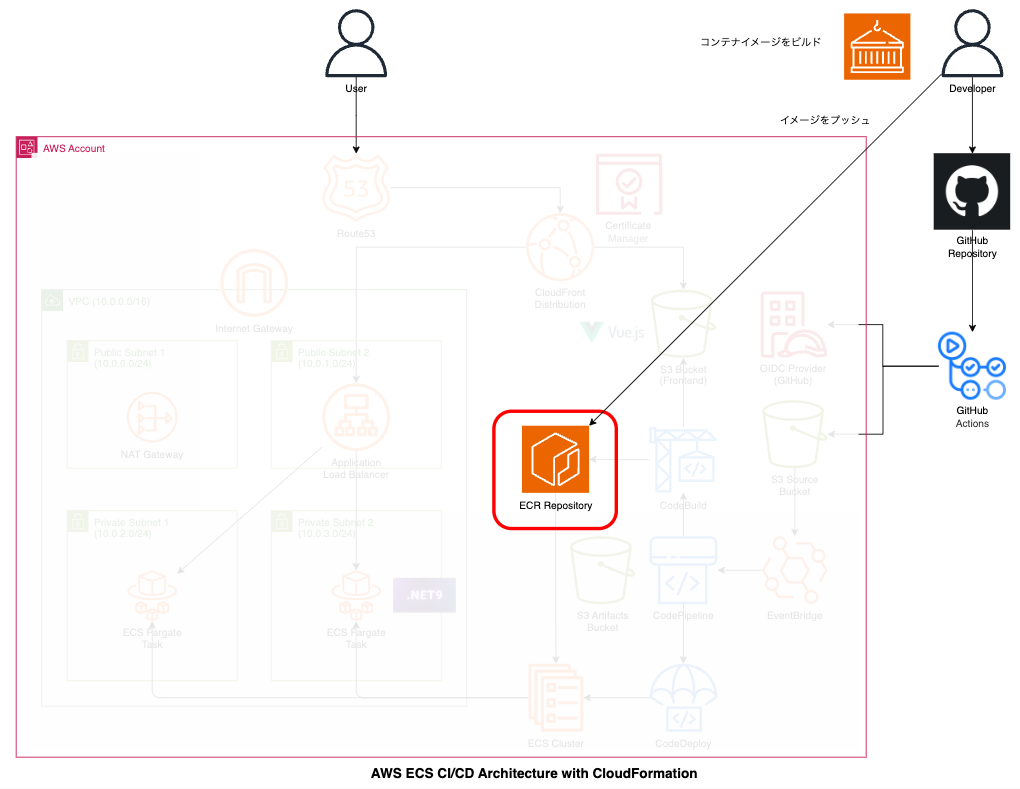 コンテナイメージをビルド
User
Developer
イメージをプッシュ
AWS Account
53
Route53
Certificate
Manager
GitHub
Repository
CloudFront
Distribution
VPC (10.0.0.0/16)
Internet Gateway
Vue.js
Public Subnet 1
(10.0.0.0/24)
Public Subnet 2
(10.0.1.0/24)
S3 Bucket
(Frontend)
OIDC Provider
(GitHub)
GitHub
Actions
NAT Gateway
Application
Load Balancer
S3 Source
Bucket
ECR Repository
CodeBuild
Private Subnet 1
(10.0.2.0/24)
Private Subnet 2
(10.0.3.0/24)
.NET9
S3 Artifacts
Bucket
CodePipeline
EventBridge
ECS Fargate
Task
ECS Fargate
Task
ECS Cluster
CodeDeploy
AWS ECS CI/CD Architecture with CloudFormation